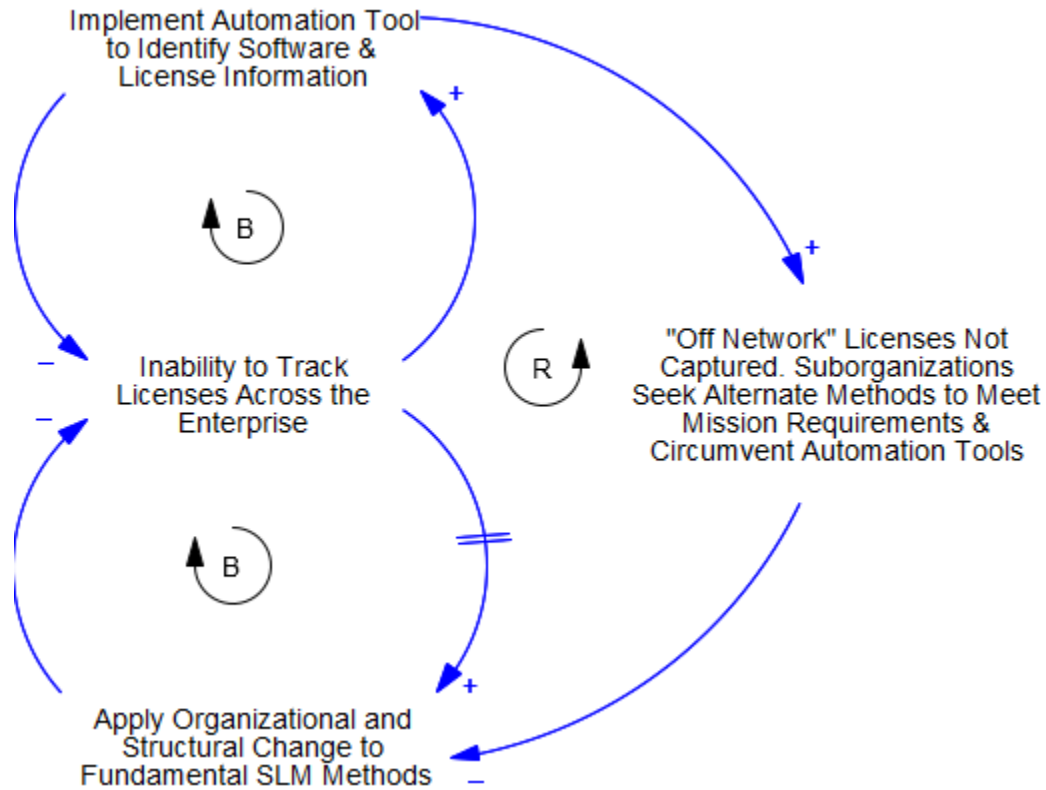 Implement Automation Tool
to Identify Software &
License Information
+
+
B
–
R
"Off Network" Licenses Not
Captured. Suborganizations
Seek Alternate Methods to Meet
Mission Requirements &
Circumvent Automation Tools
Inability to Track
Licenses Across the
Enterprise
–
B
+
Apply Organizational and
Structural Change to
Fundamental SLM Methods
–